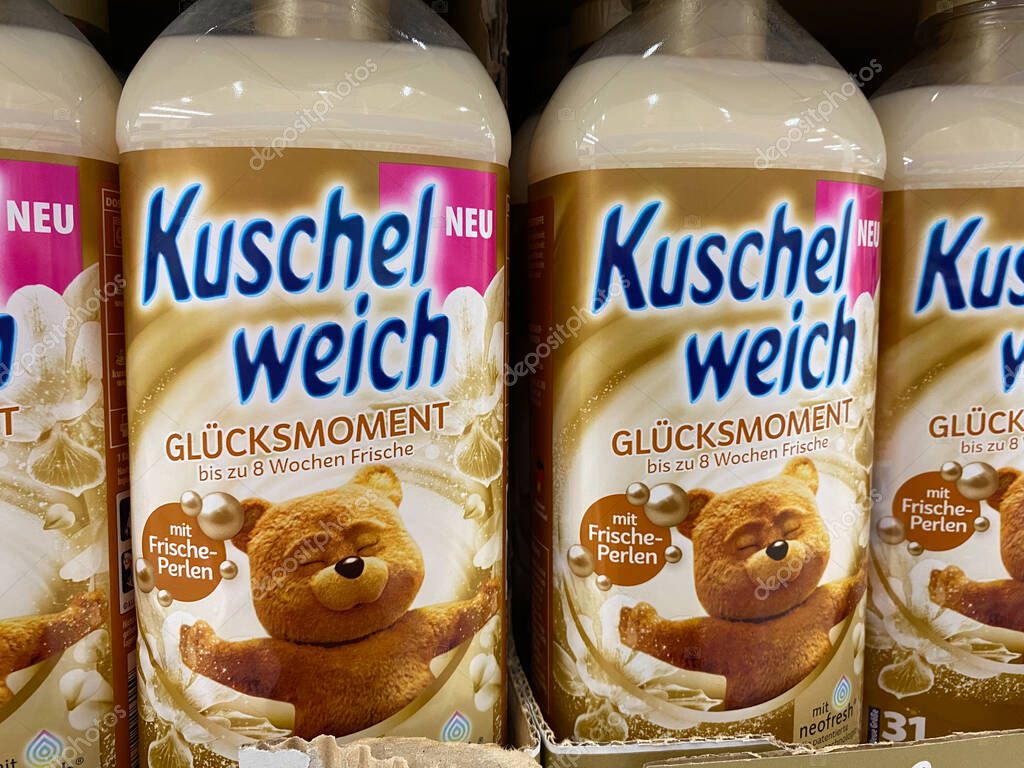 NEU
T
Kuschel
weich
NEU
GLÜCKSMOMENT
bis zu 8 Wochen Frische
mit
Frische-
Perlen
Kuschel
weich
NEU
GLÜCKSMOMENT
bis zu 8 Wochen Frische
mit
Frische-
Perlen
mit
neofresh®
Kus
w
GLÜCK
bis zu 8
mit
Frische-
Perlen
31
mit
depositphotos